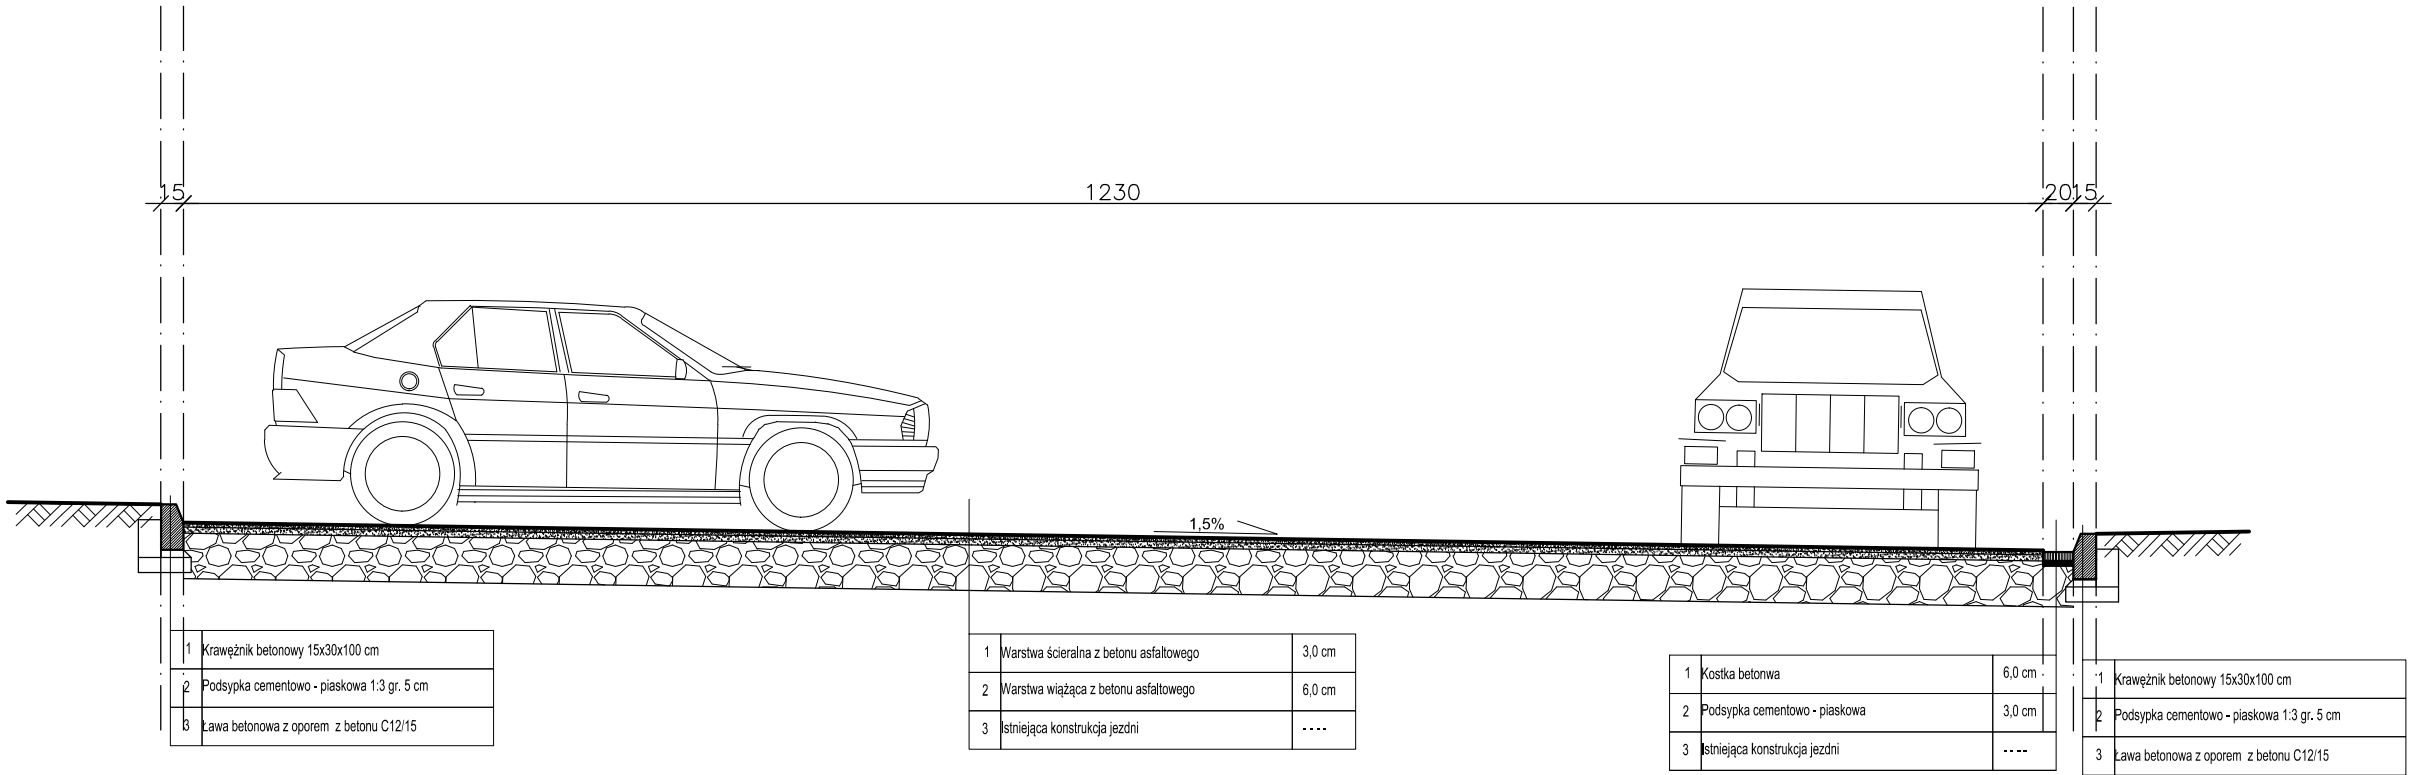 15
1230
20
15
1,5%
1 Krawężnik betonowy 15x30x100 cm
2 Podsypka cementowo - piaskowa 1:3 gr. 5 cm
3 Ława betonowa z oporem z betonu C12/15
1 Warstwa ścieralna z betonu asfaltowego 3,0 cm
2 Warstwa wiążąca z betonu asfaltowego 6,0 cm
3 Istniejąca konstrukcja jezdni ----
1 Kostka betonwa 6,0 cm
2 Podsypka cementowo - piaskowa 3,0 cm
3 Istniejąca konstrukcja jezdni ----
1 Krawężnik betonowy 15x30x100 cm
2 Podsypka cementowo - piaskowa 1:3 gr. 5 cm
3 Ława betonowa z oporem z betonu C12/15